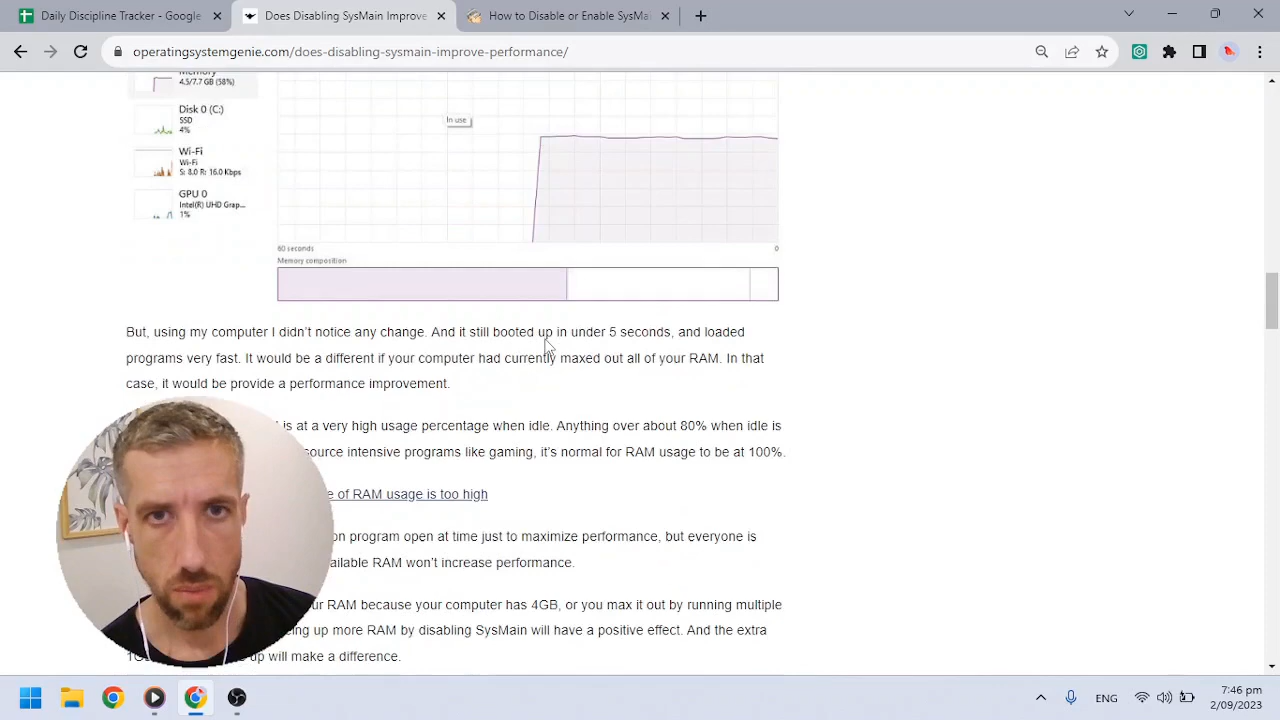 Daily Discipline Tracker - Google
Does Disabling SysMain Improve
How to Disable or Enable SysMa
operatingsystemgenie.com/does-disabling-sysmain-improve-performance/
Memory
4.5/7.7 GB (58%)
Disk 0 (C:)
SSD
4%
Wi-Fi
Wi-Fi
S: 8.0 R: 16.0 Kbps
GPU 0
Intel(R) UHD Grap...
1%
In use
60 seconds
0
Memory composition
But, using my computer I didn't notice any change. And it still booted up in under 5 seconds, and loaded
programs very fast. It would be a different if your computer had currently maxed out all of your RAM. In that
case, it would be provide a performance improvement.
is at a very high usage percentage when idle. Anything over about 80% when idle is
source intensive programs like gaming, it's normal for RAM usage to be at 100%.
e of RAM usage is too high
on program open at time just to maximize performance, but everyone is
ailable RAM won't increase performance.
ur RAM because your computer has 4GB, or you max it out by running multiple
ing up more RAM by disabling SysMain will have a positive effect. And the extra
up will make a difference.
ENG
7:46 pm
2/09/2023